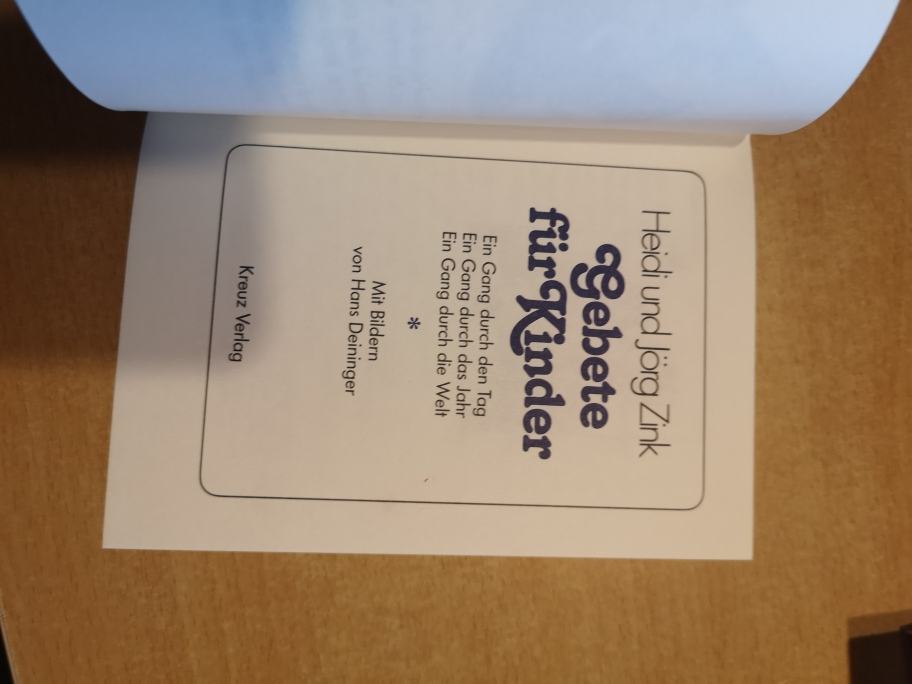 Heidi und Jörg Zink
Gebete
für Kinder
Ein Gang durch den Tag
Ein Gang durch das Jahr
Ein Gang durch die Welt
*
Mit Bildern
von Hans Deininger
Kreuz Verlag